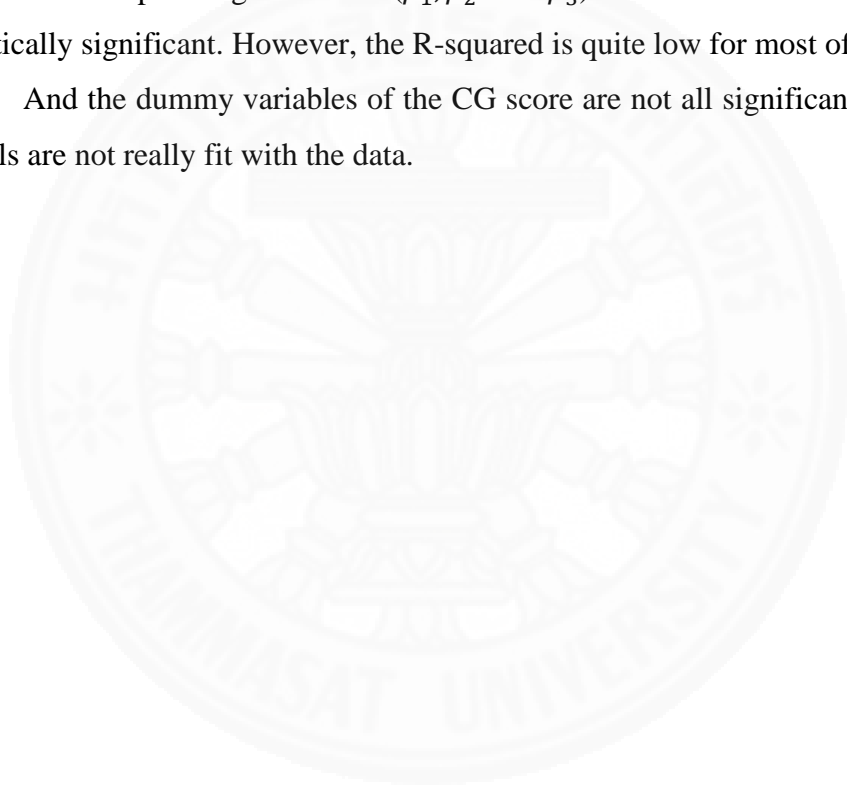 tically significant. However, the R-squared is quite low for most of
And the dummy variables of the CG score are not all significan
ls are not really fit with the data.
THAMMASAT UNIVERSITY